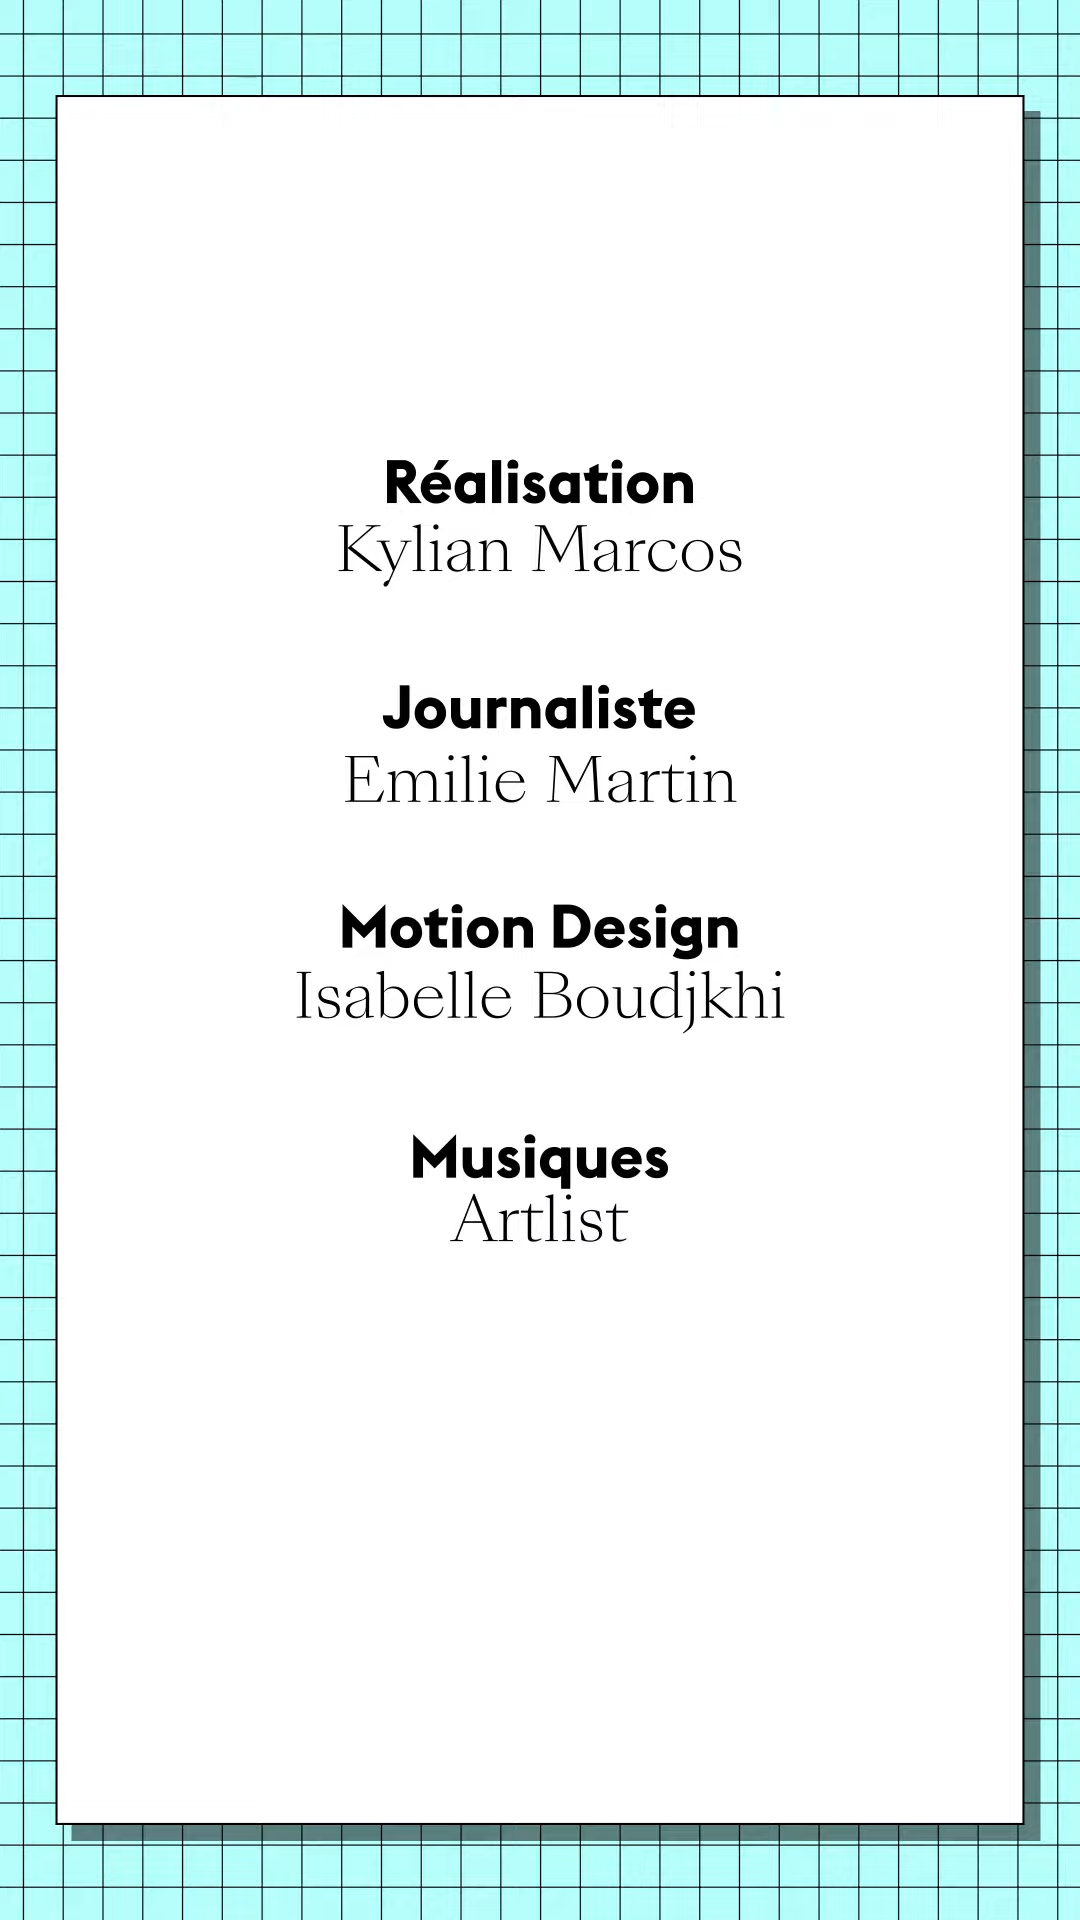 Réalisation
Kylian Marcos
Journaliste
Emilie Martin
Motion Design
Isabelle Boudjkhi
Musiques
Artlist